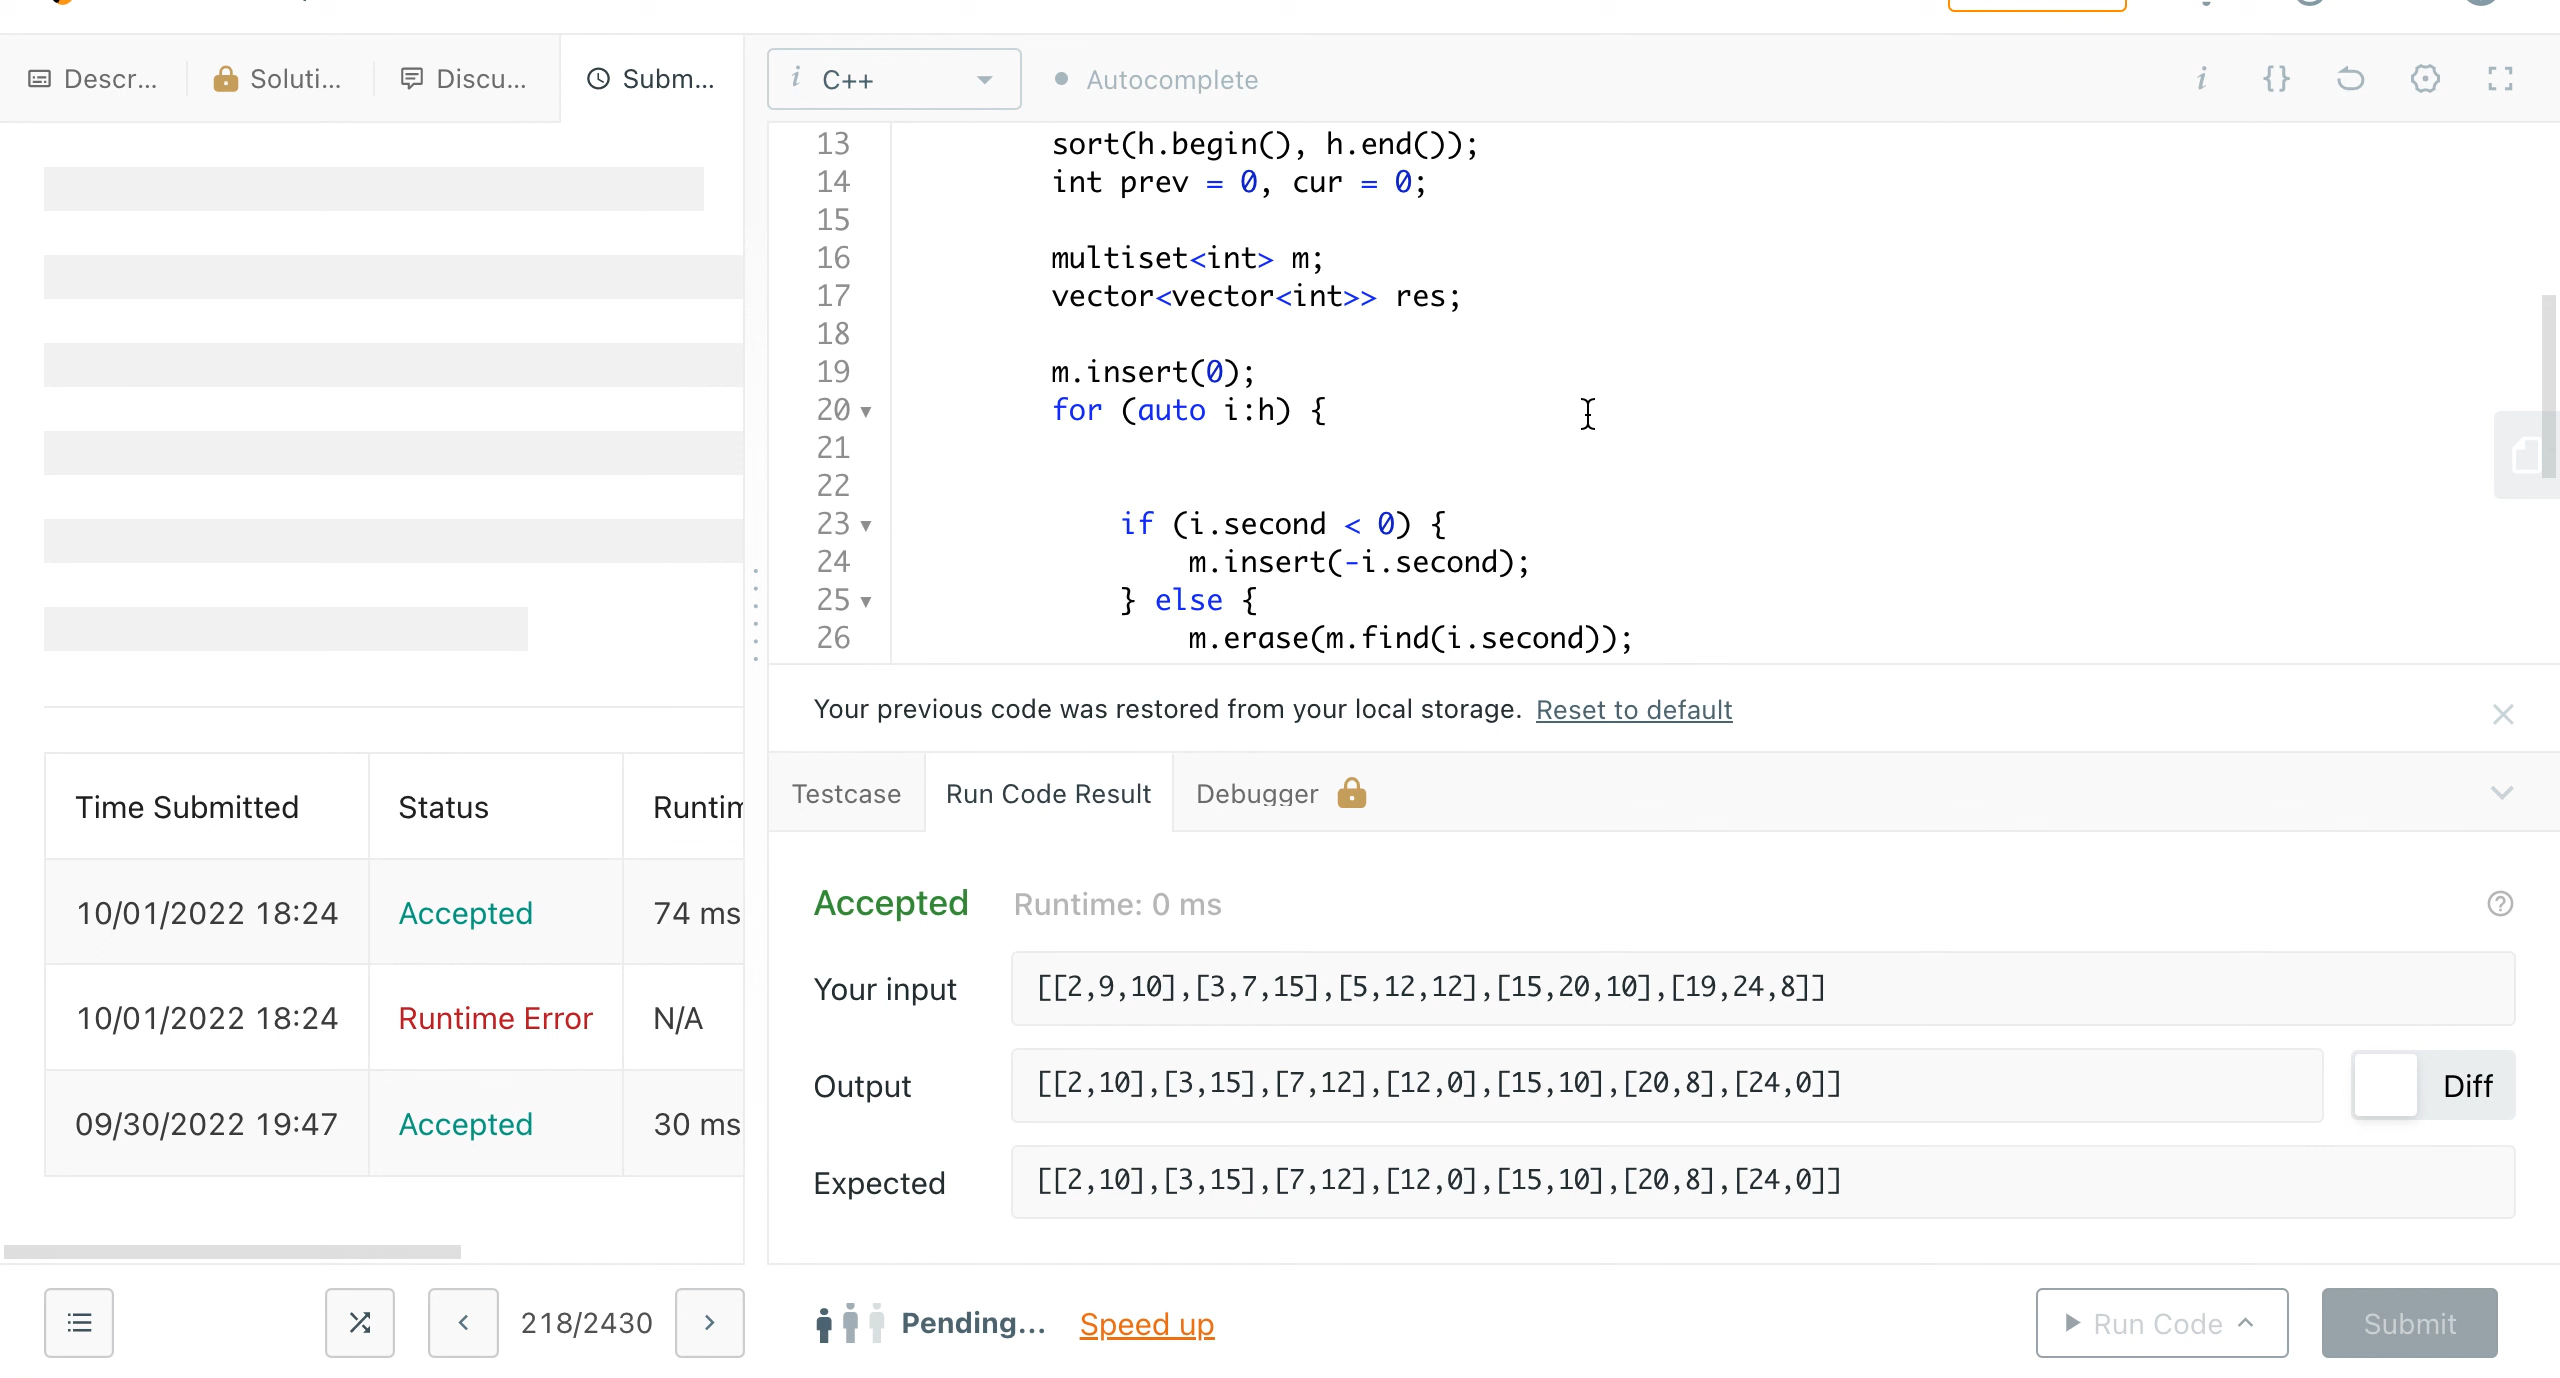 Descr...
Soluti...
Discu...
Subm...
i C++
Autocomplete
i {}
13 sort(h.begin(), h.end());
14 int prev = 0, cur = 0;
15
16 multiset<int> m;
17 vector<vector<int>> res;
18
19 m.insert(0);
20 for (auto i:h) {
21
22
23 if (i.second < 0) {
24 m.insert(-i.second);
25 } else {
26 m.erase(m.find(i.second));
Your previous code was restored from your local storage. Reset to default
Testcase Run Code Result Debugger
Time Submitted Status Runtim
10/01/2022 18:24 Accepted 74 ms
10/01/2022 18:24 Runtime Error N/A
09/30/2022 19:47 Accepted 30 ms
Accepted Runtime: 0 ms
Your input [[2,9,10],[3,7,15],[5,12,12],[15,20,10],[19,24,8]]
Output [[2,10],[3,15],[7,12],[12,0],[15,10],[20,8],[24,0]]
Diff
Expected [[2,10],[3,15],[7,12],[12,0],[15,10],[20,8],[24,0]]
218/2430
Pending... Speed up
Run Code
Submit